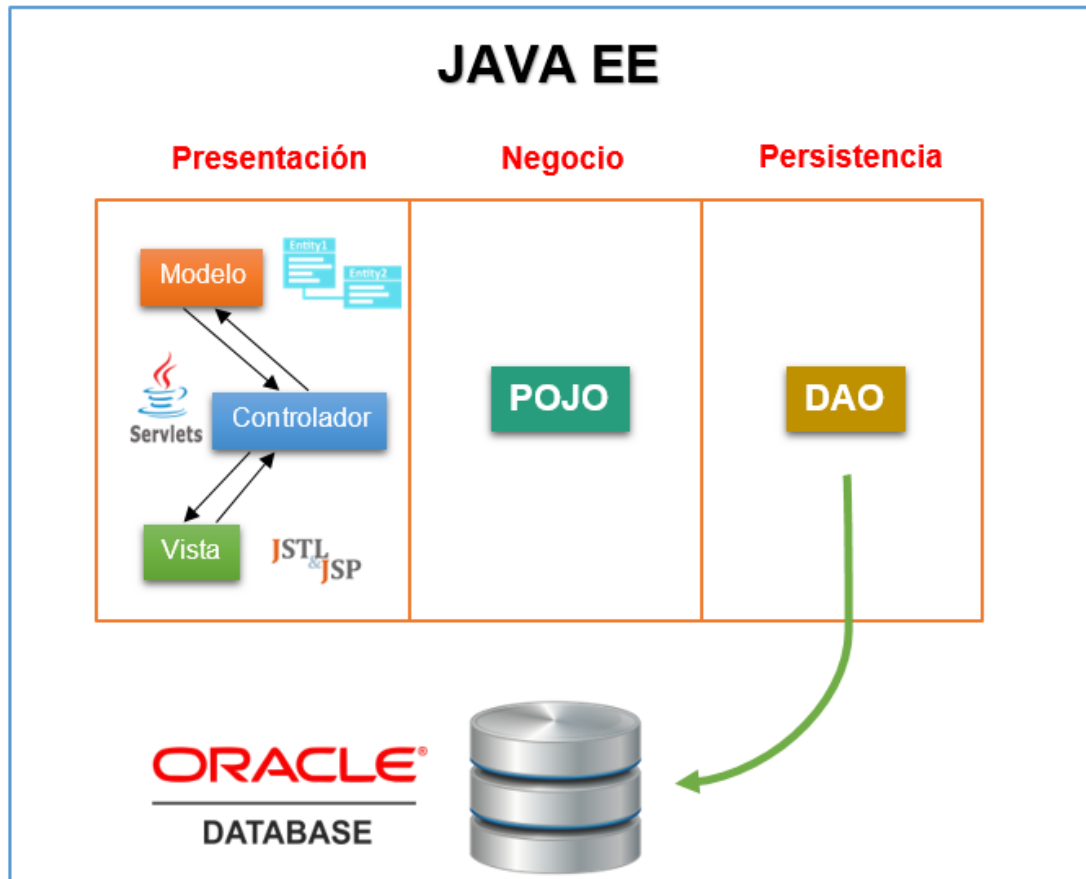 JAVA EE
Presentación
Negocio
Persistencia
Modelo
Entity1
Entity2
Servlets
Controlador
POJO
DAO
Vista
JSTL
&JSP
ORACLE®
DATABASE